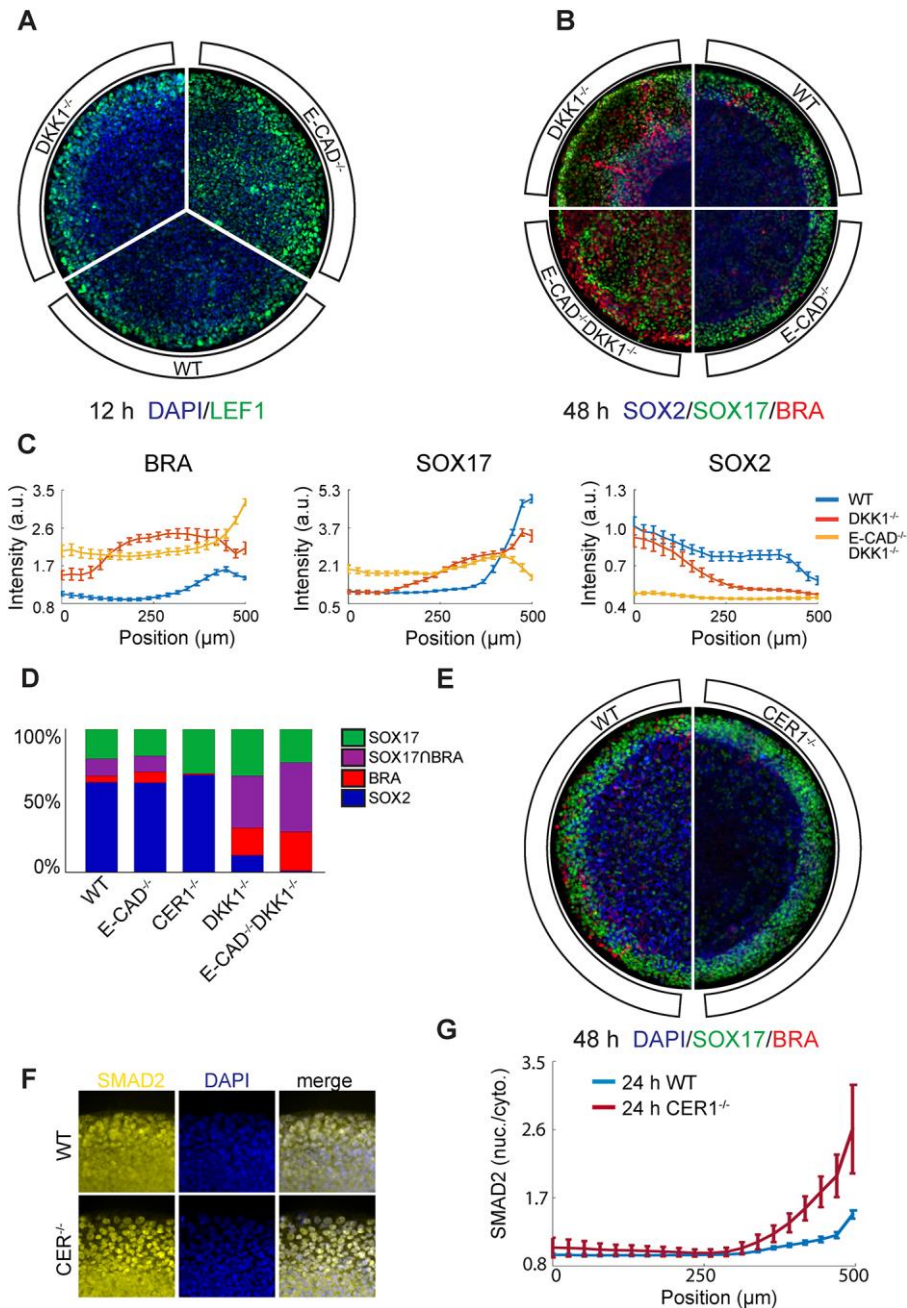 A
DKK1-/-
E-CAD-/-
WT
12 h DAPI/LEF1
B
DKK1-/-
WT
E-CAD-/-DKK1-/-
E-CAD-/-
48 h SOX2/SOX17/BRA
C
BRA
Intensity (a.u.)
3.5
2.6
1.7
0.8
0
250
500
Position (µm)
SOX17
Intensity (a.u.)
5.3
3.7
2.1
0.5
0
250
500
Position (µm)
SOX2
Intensity (a.u.)
1.3
1.0
0.7
0.4
0
250
500
Position (µm)
WT
DKK1-/-
E-CAD-/-
DKK1-/-
D
100%
50%
0%
WT
E-CAD-/-
CER1-/-
DKK1-/-
E-CAD-/-DKK1-/-
SOX17
SOX17∩BRA
BRA
SOX2
E
WT
CER1-/-
48 h DAPI/SOX17/BRA
F
SMAD2
DAPI
merge
WT
CER-/-
G
SMAD2 (nuc./cyto.)
3.5
2.6
1.7
0.8
24 h WT
24 h CER1-/-
0
250
500
Position (µm)